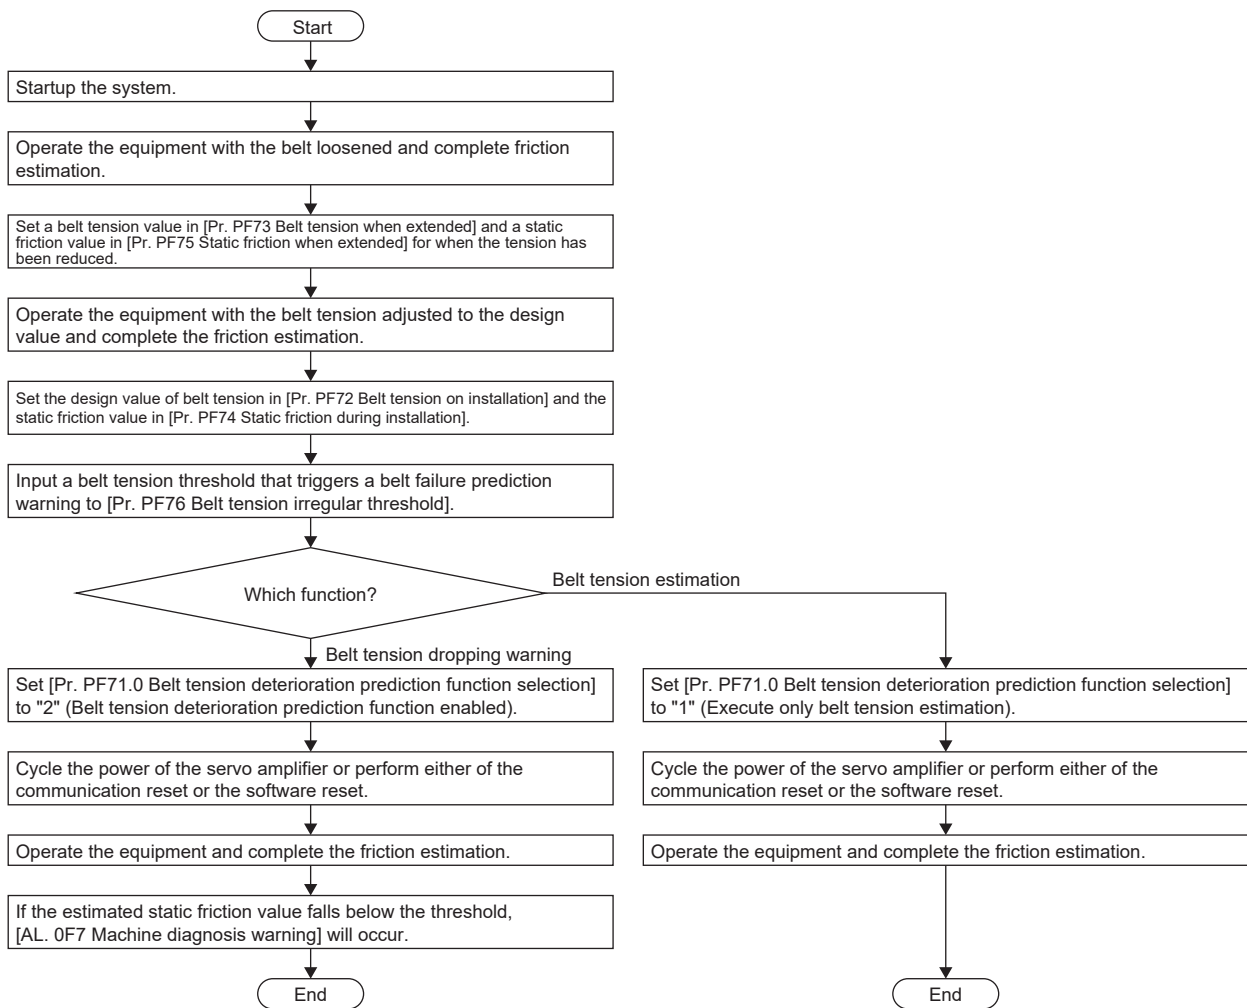 Start
Startup the system.
Operate the equipment with the belt loosened and complete friction
estimation.
Set a belt tension value in [Pr. PF73 Belt tension when extended] and a static
friction value in [Pr. PF75 Static friction when extended] for when the tension has
been reduced.
Operate the equipment with the belt tension adjusted to the design
value and complete the friction estimation.
Set the design value of belt tension in [Pr. PF72 Belt tension on installation] and the
static friction value in [Pr. PF74 Static friction during installation].
Input a belt tension threshold that triggers a belt failure prediction
warning to [Pr. PF76 Belt tension irregular threshold].
Which function?
Belt tension estimation
Belt tension dropping warning
Set [Pr. PF71.0 Belt tension deterioration prediction function selection]
to "2" (Belt tension deterioration prediction function enabled).
Cycle the power of the servo amplifier or perform either of the
communication reset or the software reset.
Operate the equipment and complete the friction estimation.
If the estimated static friction value falls below the threshold,
[AL. 0F7 Machine diagnosis warning] will occur.
End
Set [Pr. PF71.0 Belt tension deterioration prediction function selection]
to "1" (Execute only belt tension estimation).
Cycle the power of the servo amplifier or perform either of the
communication reset or the software reset.
Operate the equipment and complete the friction estimation.
End